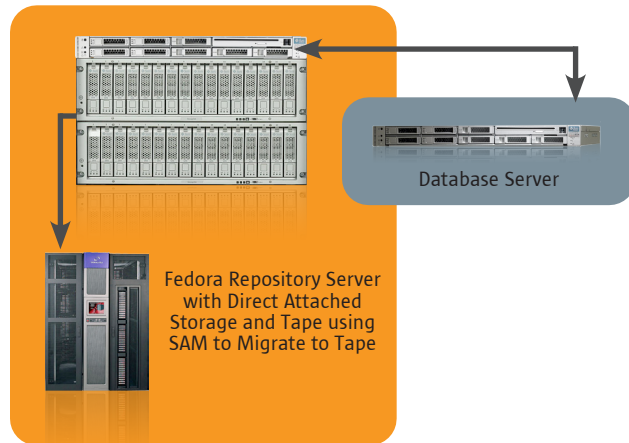 Database Server
Fedora Repository Server
with Direct Attached
Storage and Tape using
SAM to Migrate to Tape